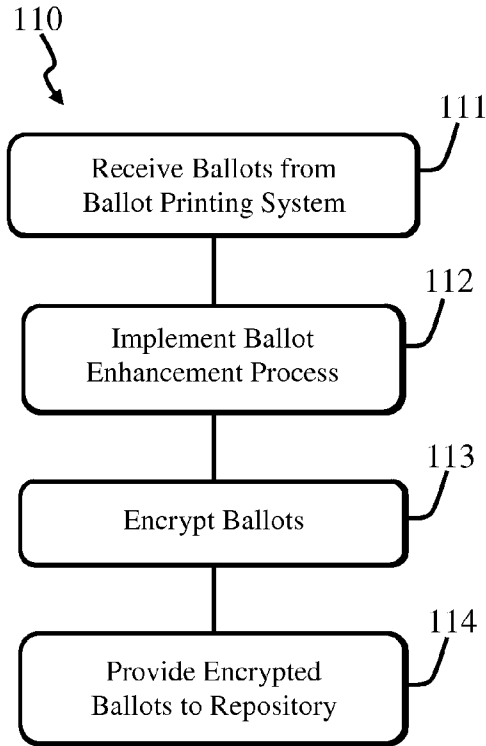 110
111
Receive Ballots from
Ballot Printing System
112
Implement Ballot
Enhancement Process
113
Encrypt Ballots
114
Provide Encrypted
Ballots to Repository